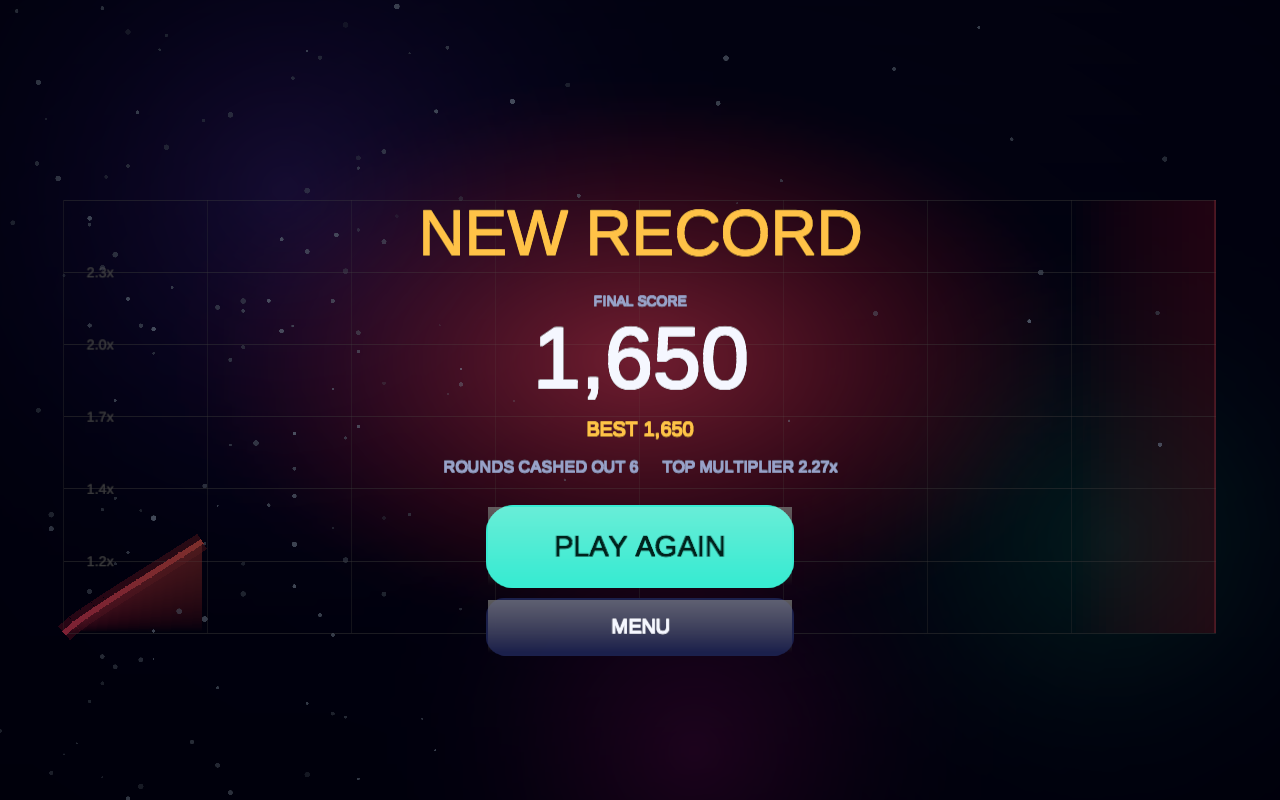 NEW RECORD
2.3x
FINAL SCORE
1,650
2.0x
1.7x
BEST 1,650
ROUNDS CASHED OUT 6 TOP MULTIPLIER 2.27x
1.4x
PLAY AGAIN
1.2x
MENU